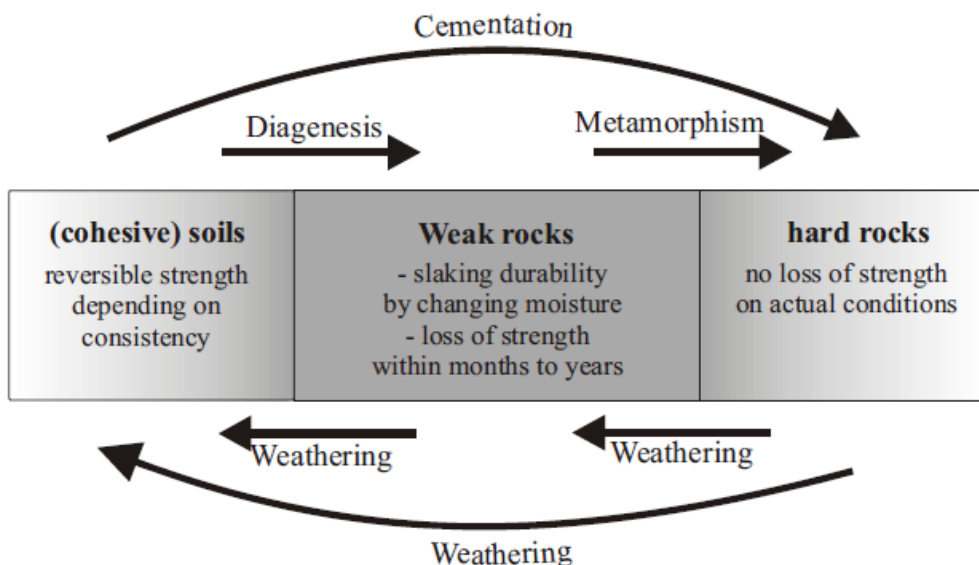 Cementation
Diagenesis
Metamorphism
(cohesive) soils
reversible strength
depending on
consistency
Weak rocks
- slaking durability
by changing moisture
- loss of strength
within months to years
hard rocks
no loss of strength
on actual conditions
Weathering
Weathering
Weathering